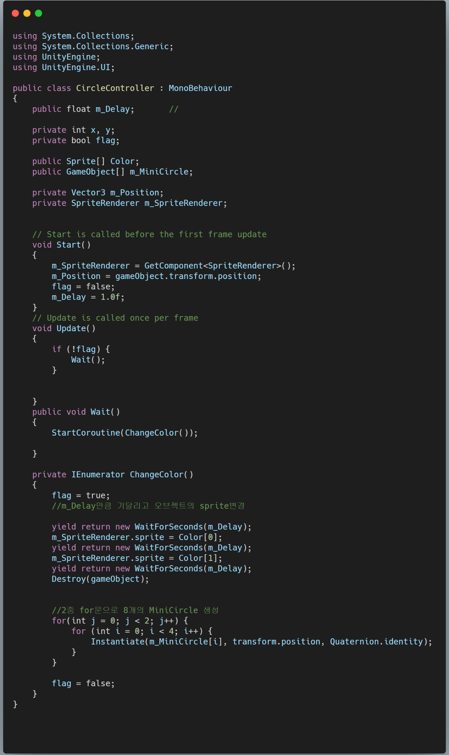 using System.Collections;
using System.Collections.Generic;
using UnityEngine;
using UnityEngine.UI;

public class CircleController : MonoBehaviour
{
    public float m_Delay;       //

    private int x, y;
    private bool flag;

    public Sprite[] Color;
    public GameObject[] m_MiniCircle;

    private Vector3 m_Position;
    private SpriteRenderer m_SpriteRenderer;


    // Start is called before the first frame update
    void Start()
    {
        m_SpriteRenderer = GetComponent<SpriteRenderer>();
        m_Position = gameObject.transform.position;
        flag = false;
        m_Delay = 1.0f;
    }
    // Update is called once per frame
    void Update()
    {
        if (!flag) {
            Wait();
        }


    }
    public void Wait()
    {
        StartCoroutine(ChangeColor());

    }

    private IEnumerator ChangeColor()
    {
        flag = true;
        //m_Delay만큼 기달리고 오브젝트의 sprite변경

        yield return new WaitForSeconds(m_Delay);
        m_SpriteRenderer.sprite = Color[0];
        yield return new WaitForSeconds(m_Delay);
        m_SpriteRenderer.sprite = Color[1];
        yield return new WaitForSeconds(m_Delay);
        Destroy(gameObject);


        //2중 for문으로 8개의 MiniCircle 생성
        for(int j = 0; j < 2; j++) {
            for (int i = 0; i < 4; i++) {
                Instantiate(m_MiniCircle[i], transform.position, Quaternion.identity);
            }
        }

        flag = false;
    }
}